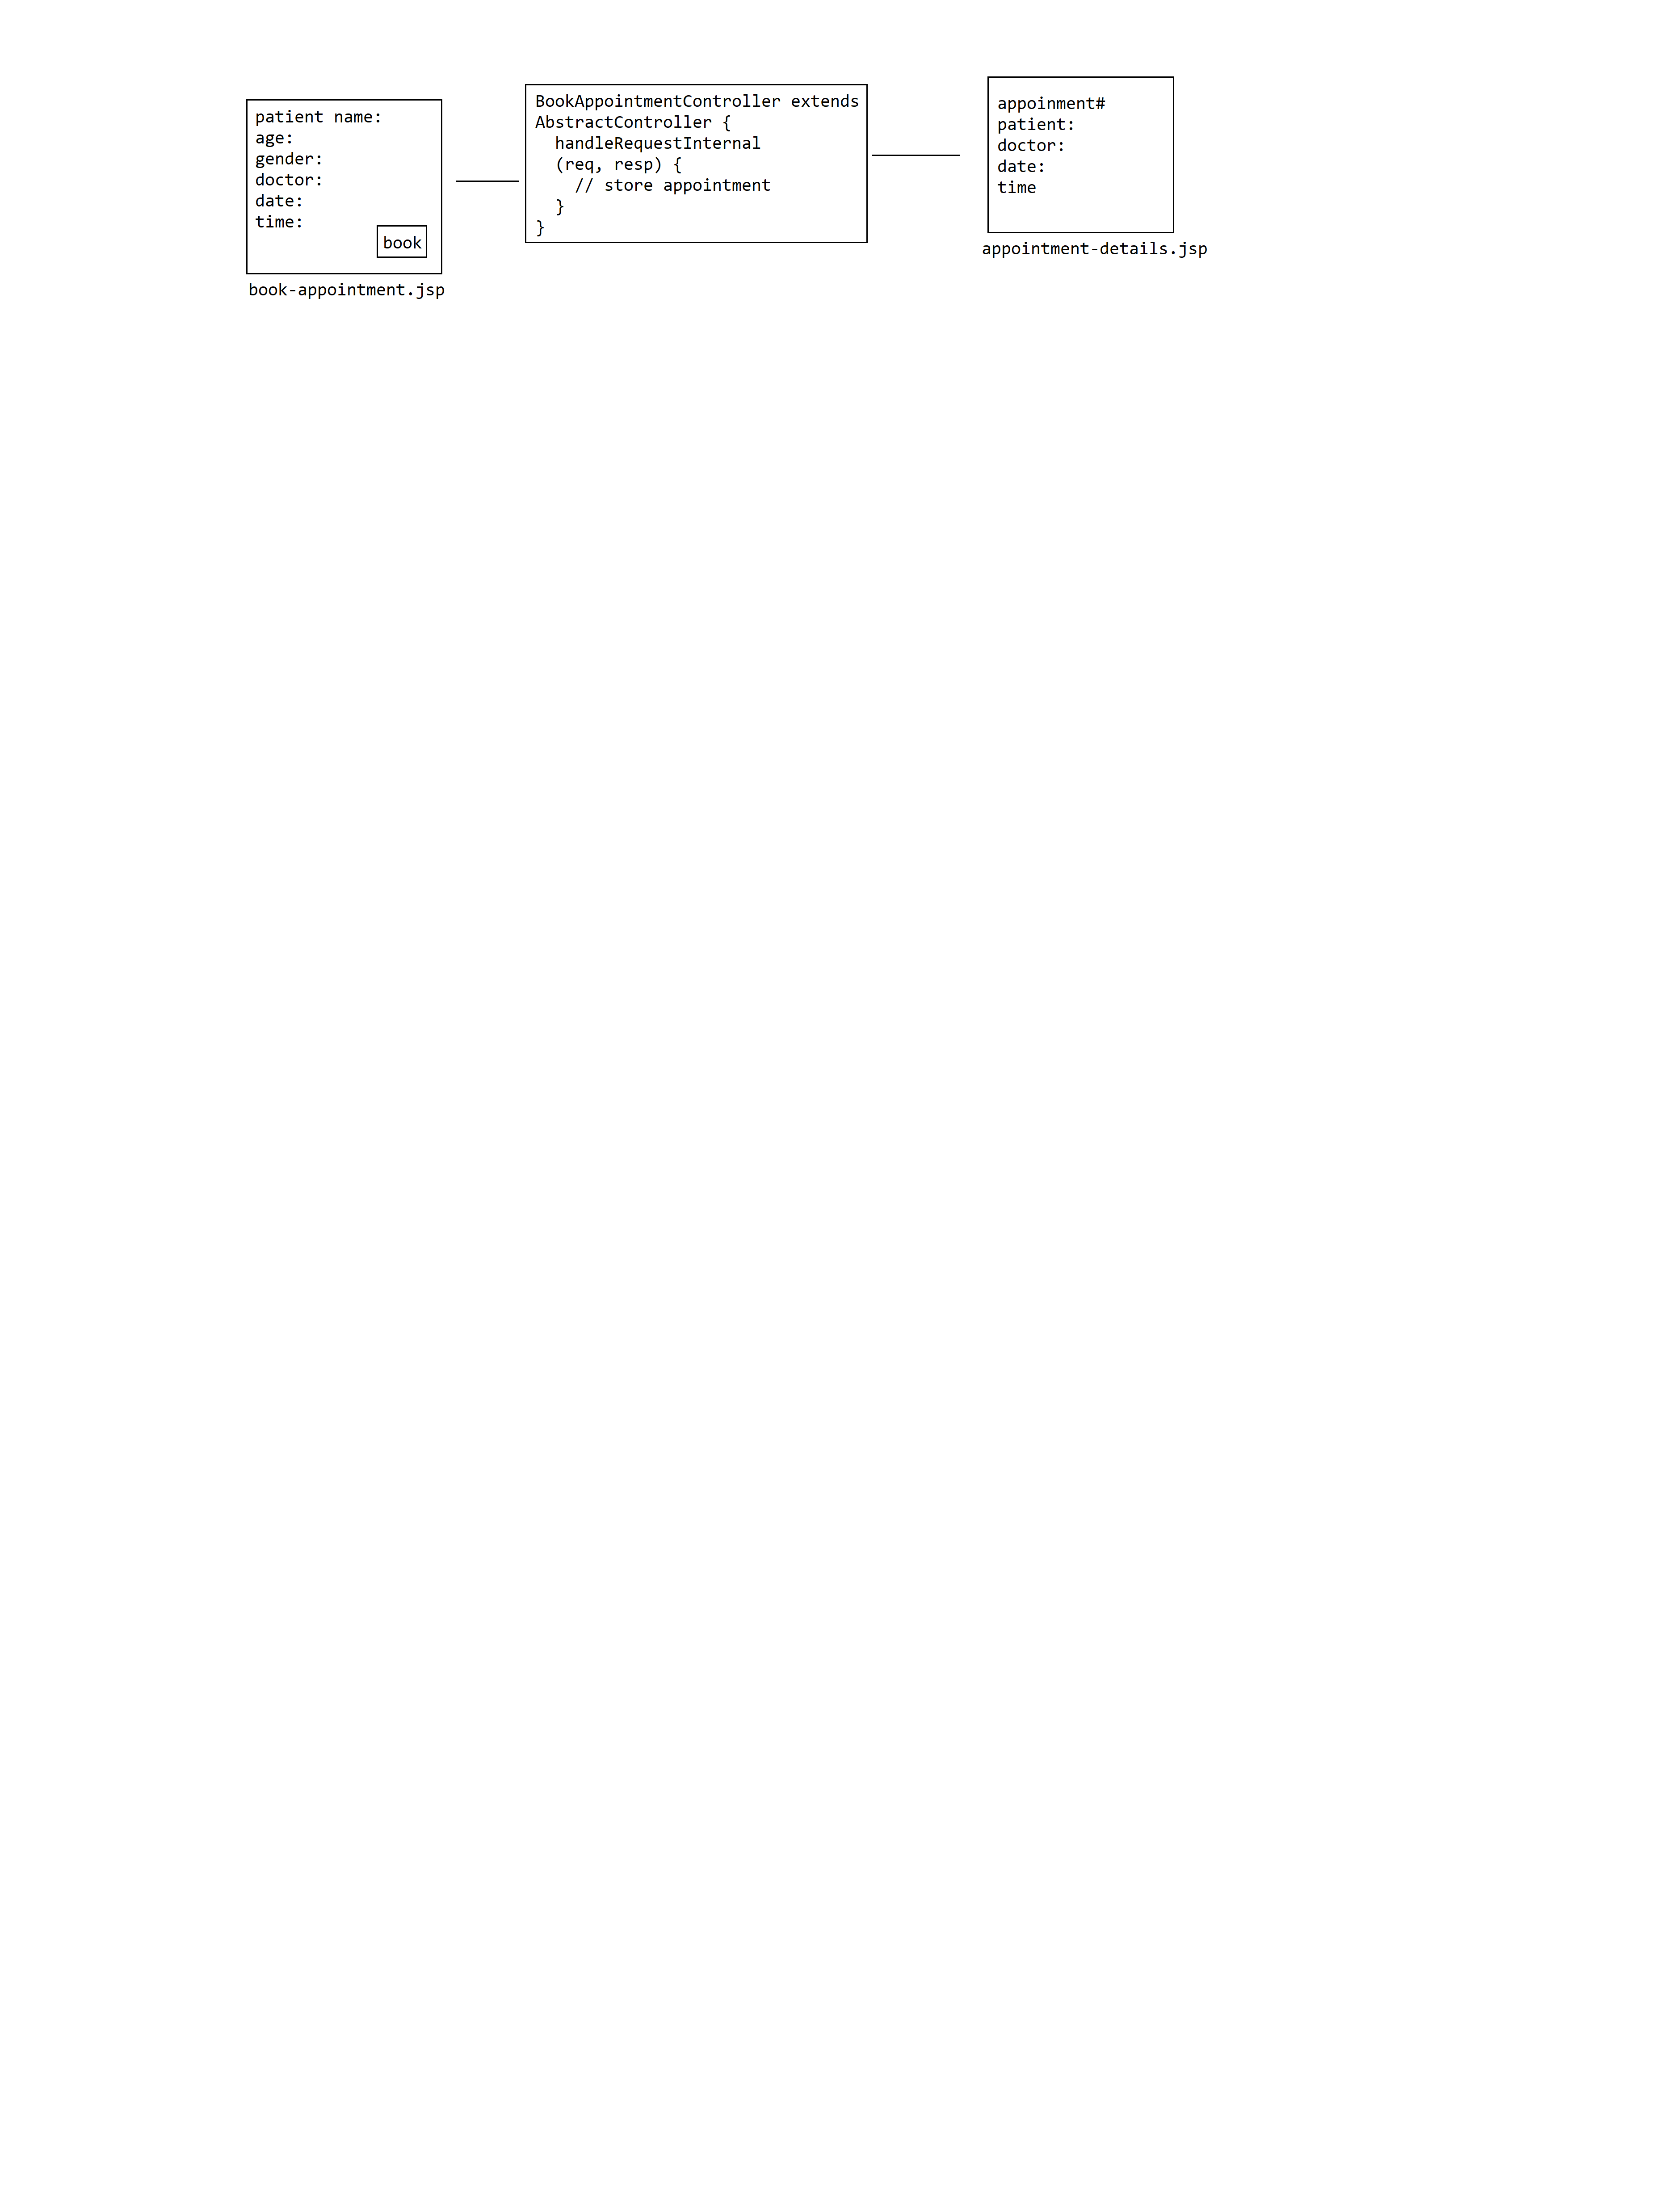 patient name:
age:
gender:
doctor:
date:
time:
book
book-appointment.jsp
BookAppointmentController extends
AbstractController {
  handleRequestInternal
  (req, resp) {
    // store appointment
  }
}
appoinment#
patient:
doctor:
date:
time
appointment-details.jsp